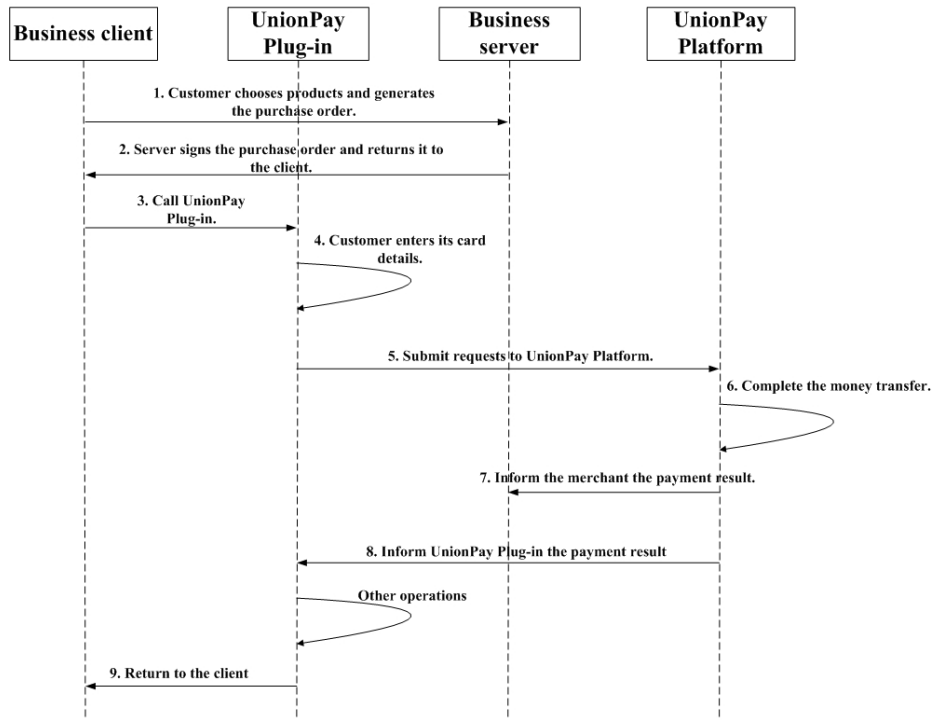 Business client
UnionPay
Plug-in
Business
server
UnionPay
Platform
1. Customer chooses products and generates
the purchase order.
2. Server signs the purchase order and returns it to
the client.
3. Call UnionPay
Plug-in.
4. Customer enters its card
details.
5. Submit requests to UnionPay Platform.
6. Complete the money transfer.
7. Inform the merchant the payment result.
8. Inform UnionPay Plug-in the payment result
Other operations
9. Return to the client